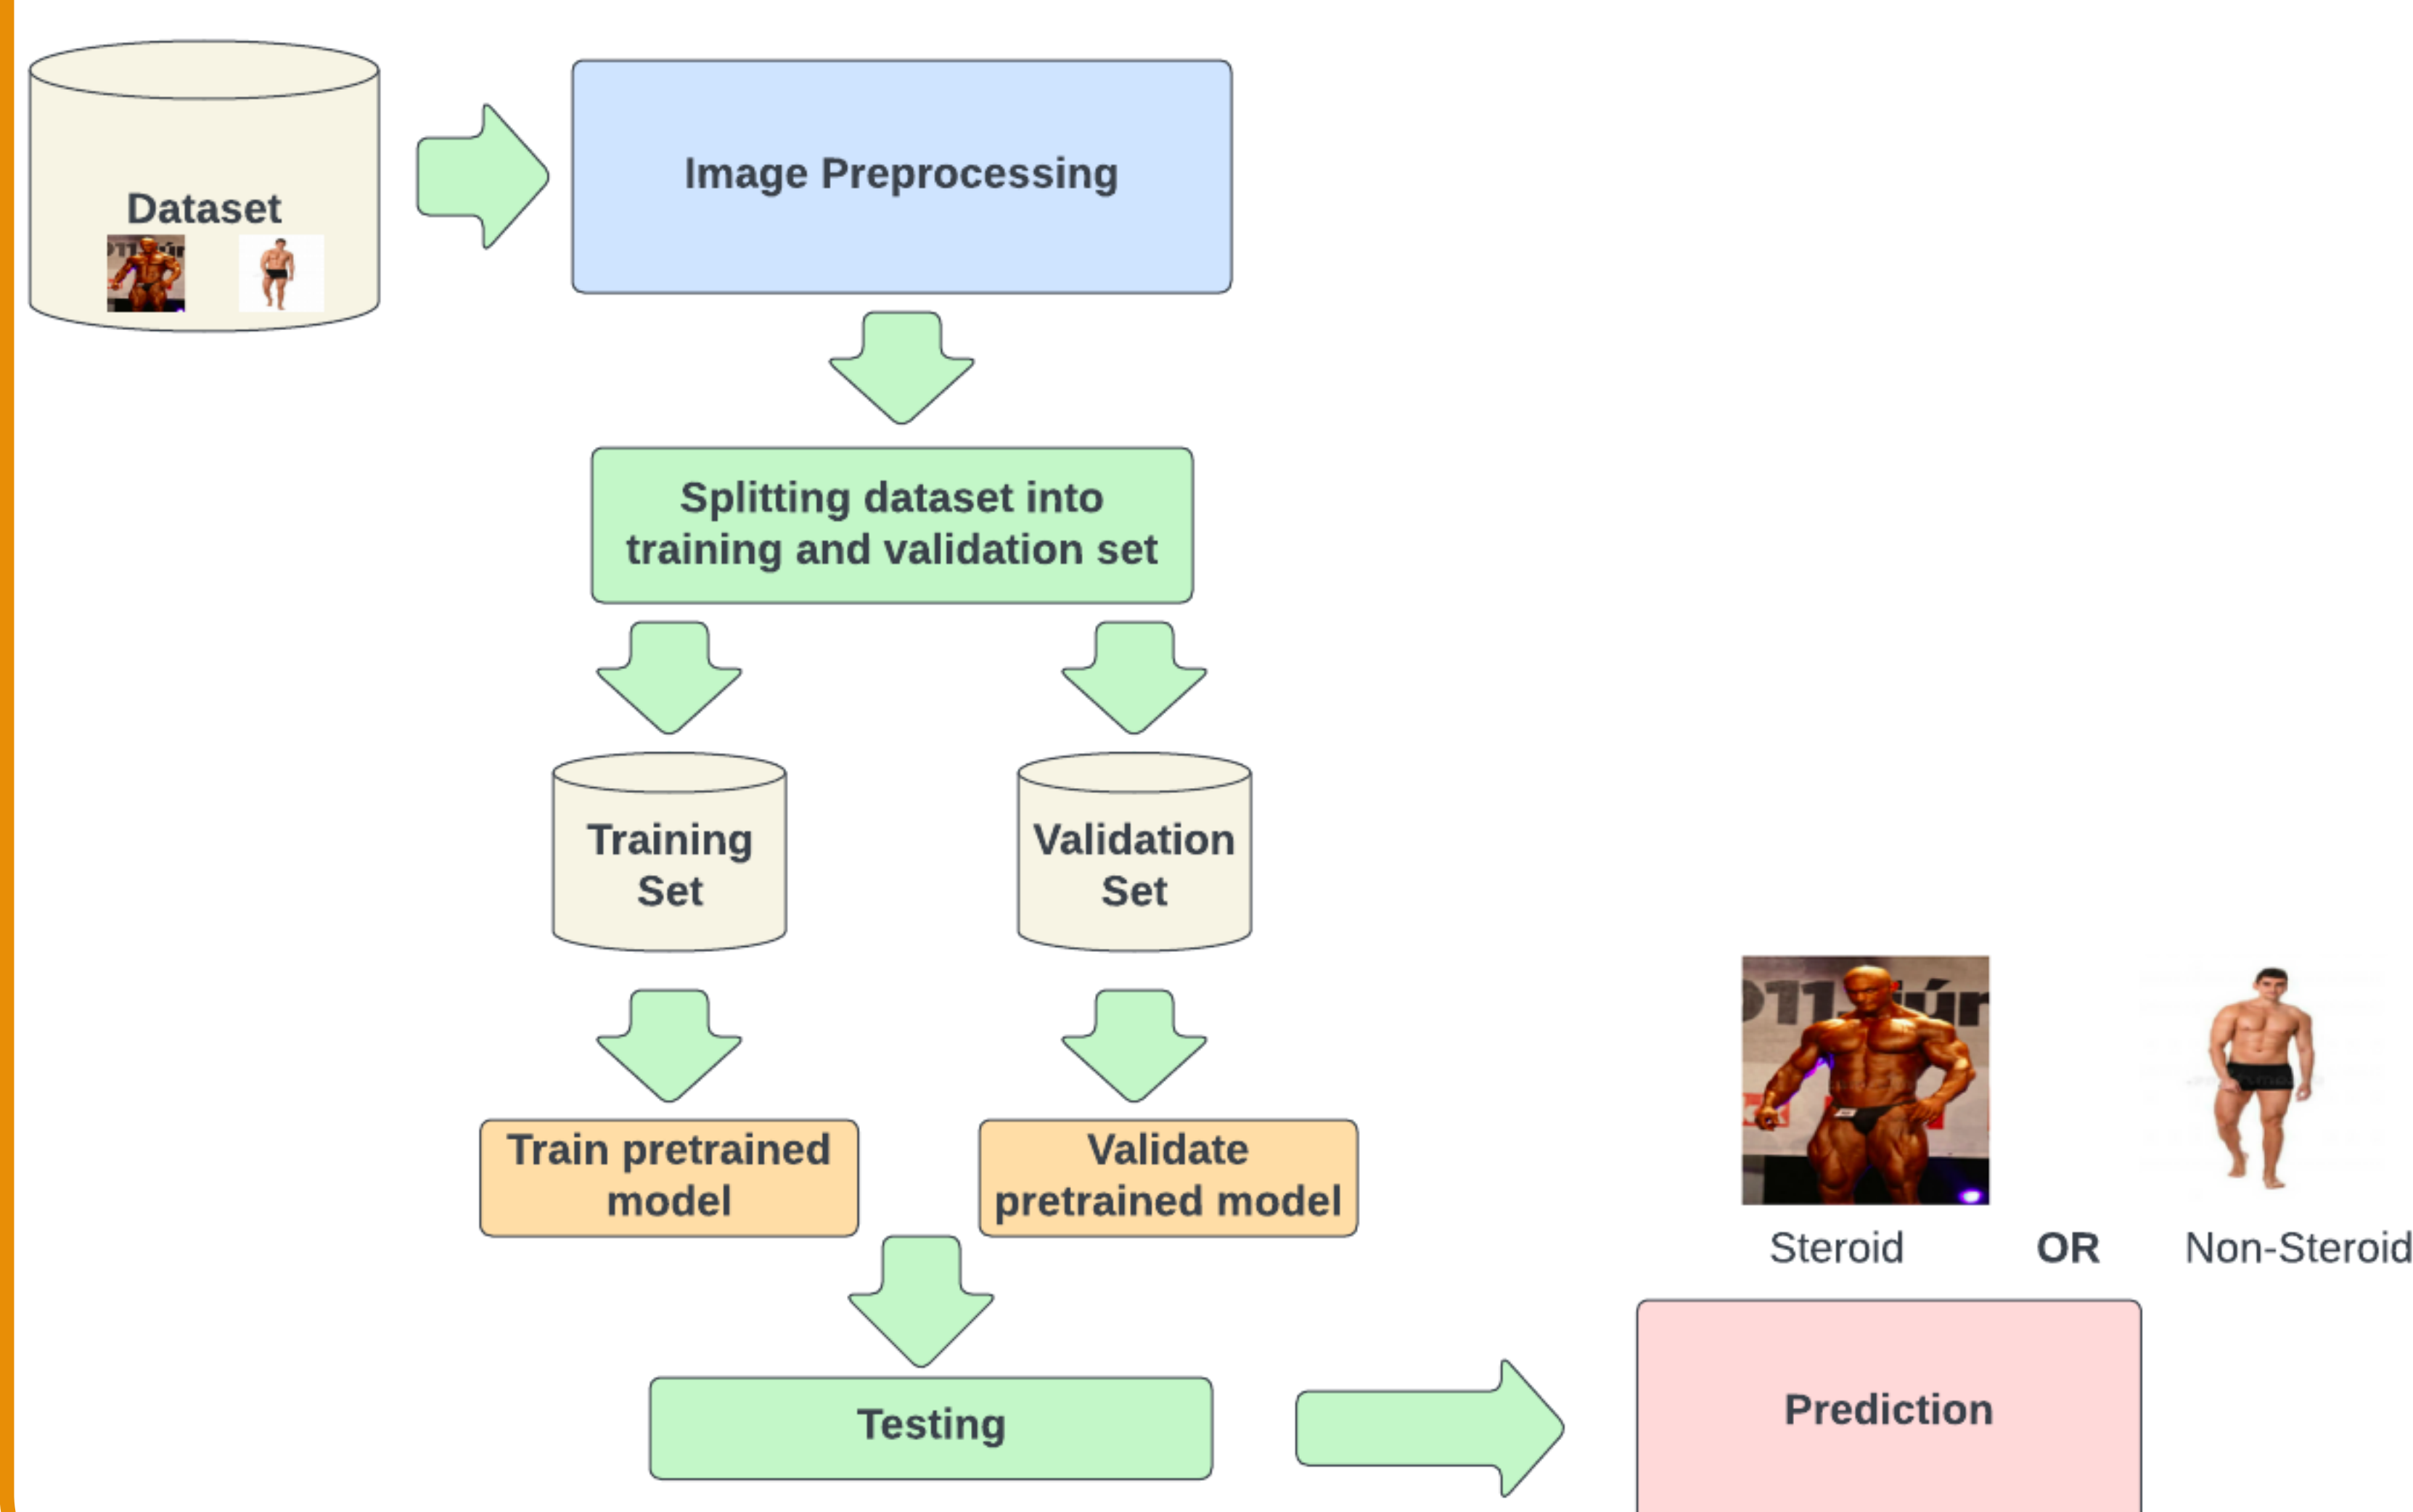 Dataset
Image Preprocessing
Splitting dataset into
training and validation set
Training
Set
Validation
Set
Train pretrained
model
Validate
pretrained model
Steroid
OR
Non-Steroid
Testing
Prediction